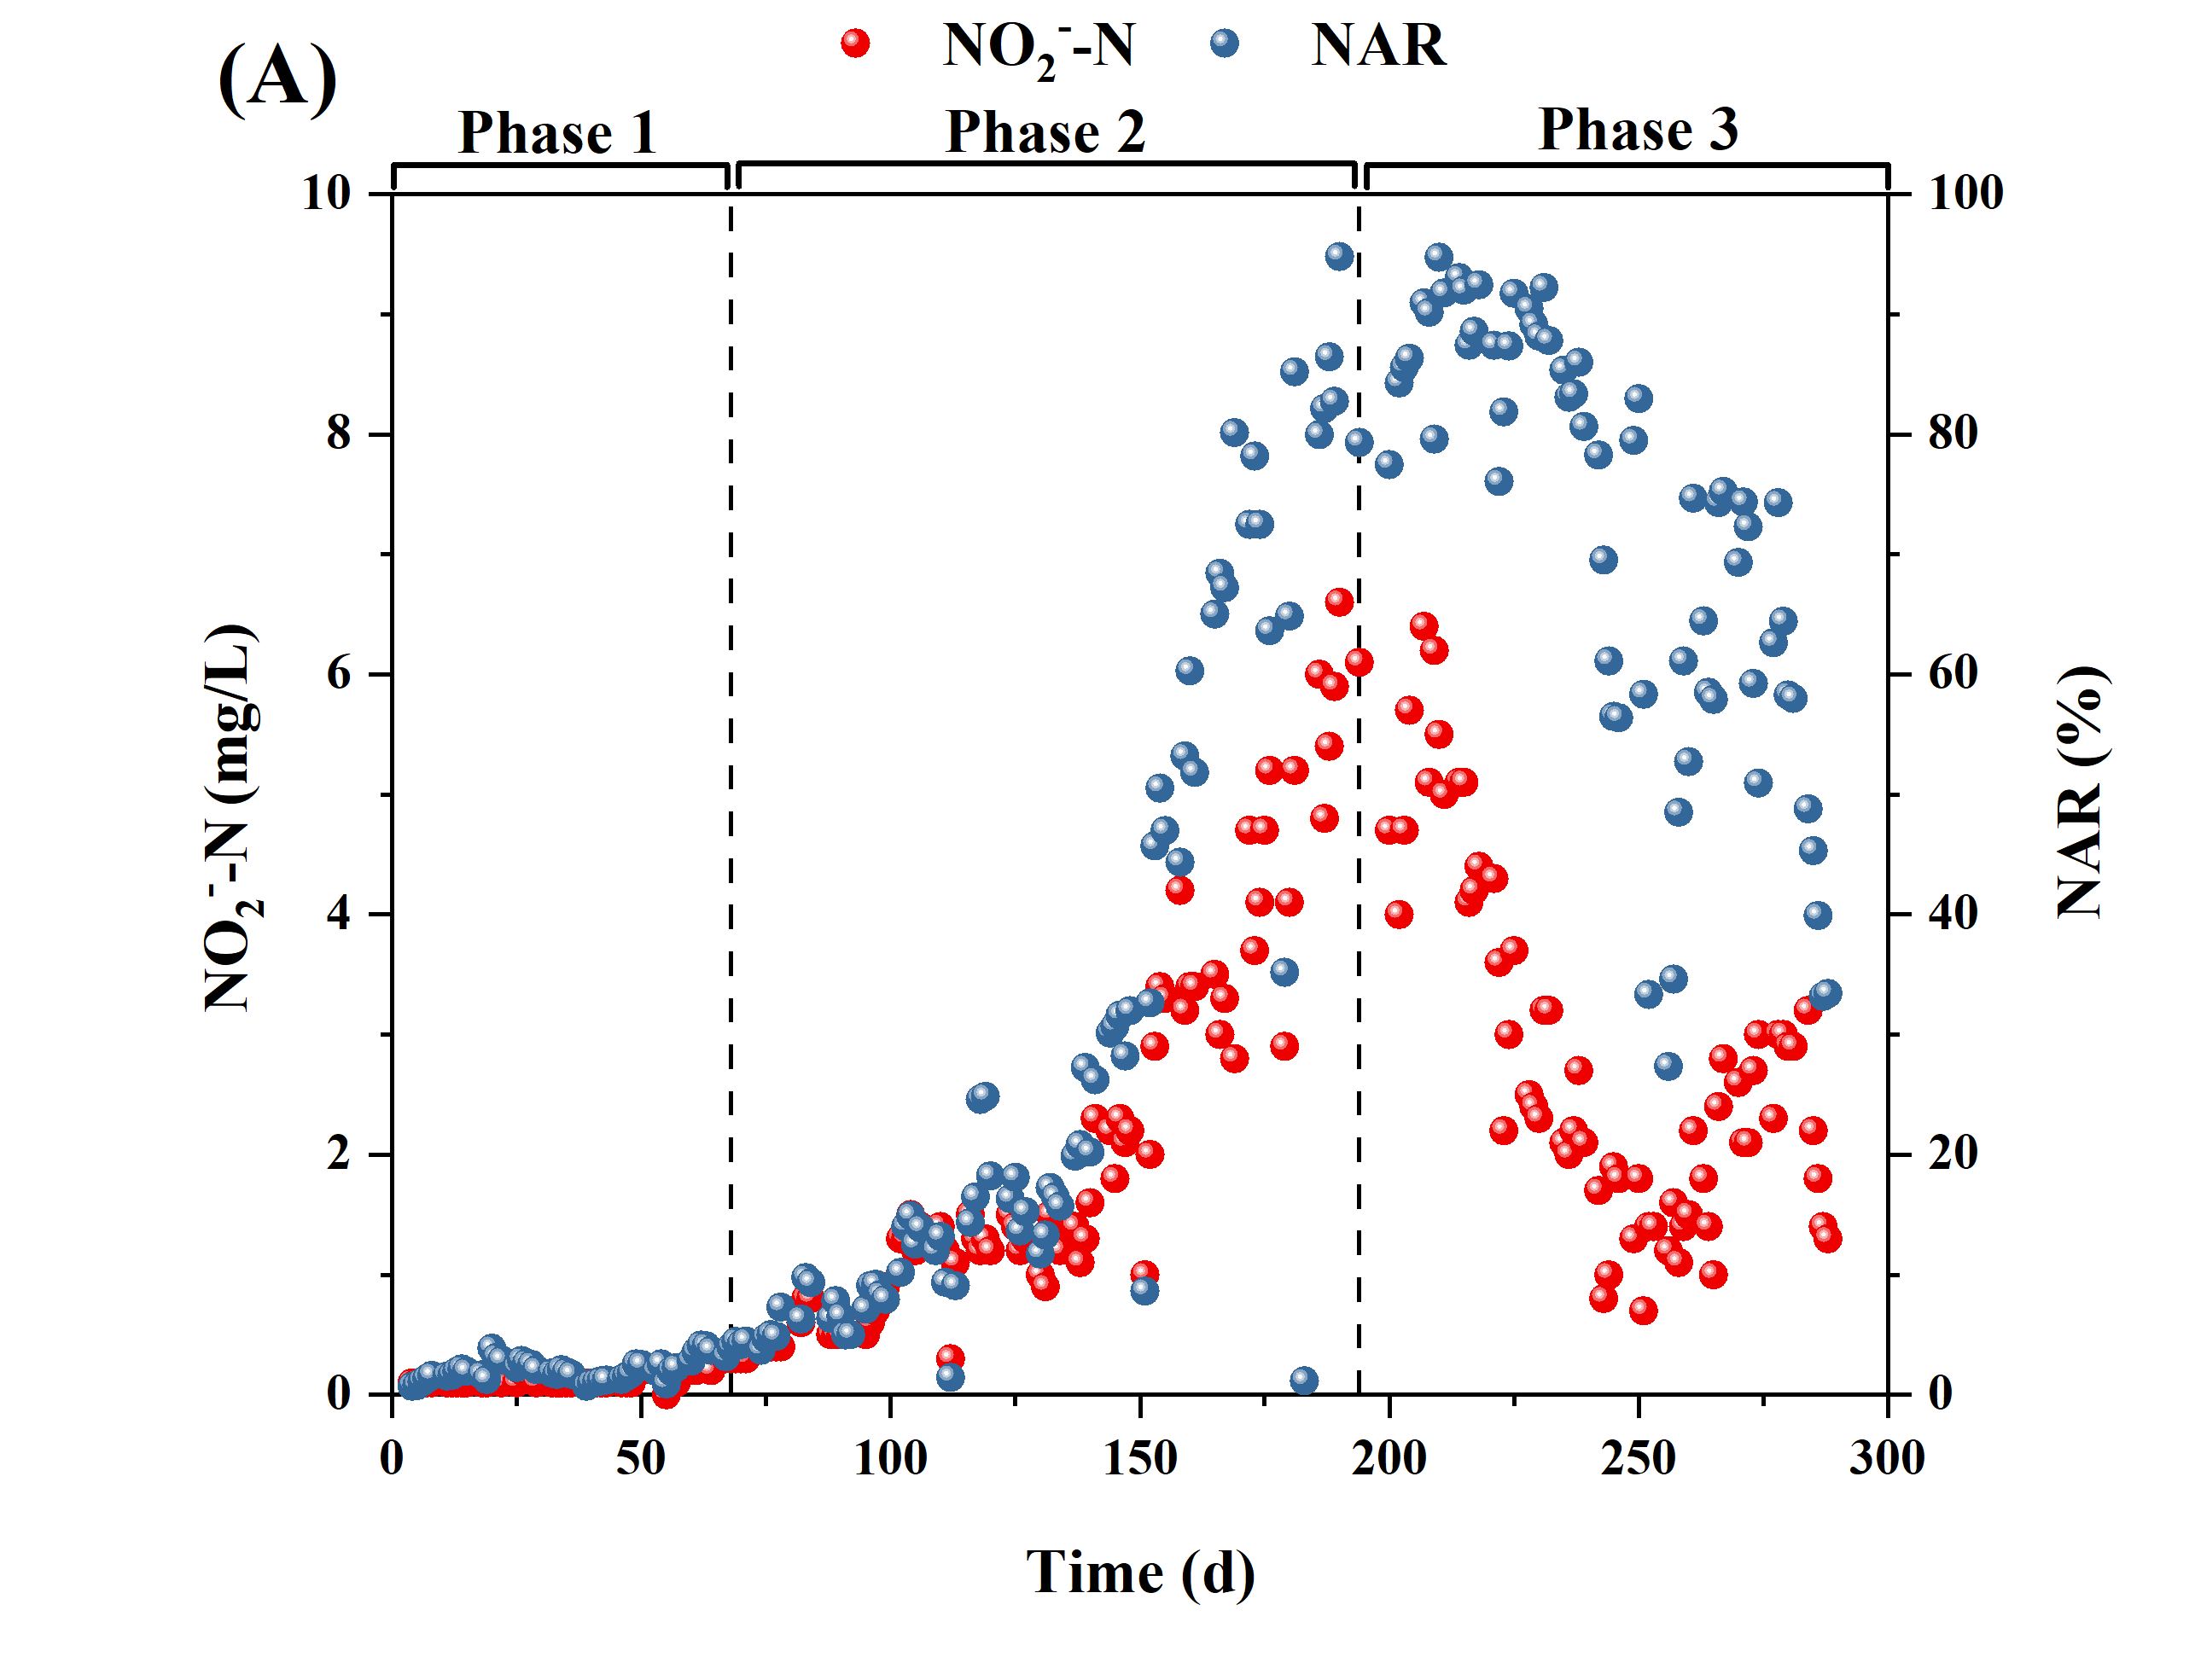 (A)
NO₂⁻-N NAR
Phase 1 Phase 2 Phase 3
10 100
8 80
6 60
4 40
2 20
0 0
NO₂⁻-N (mg/L)
NAR (%)
0 50 100 150 200 250 300
Time (d)